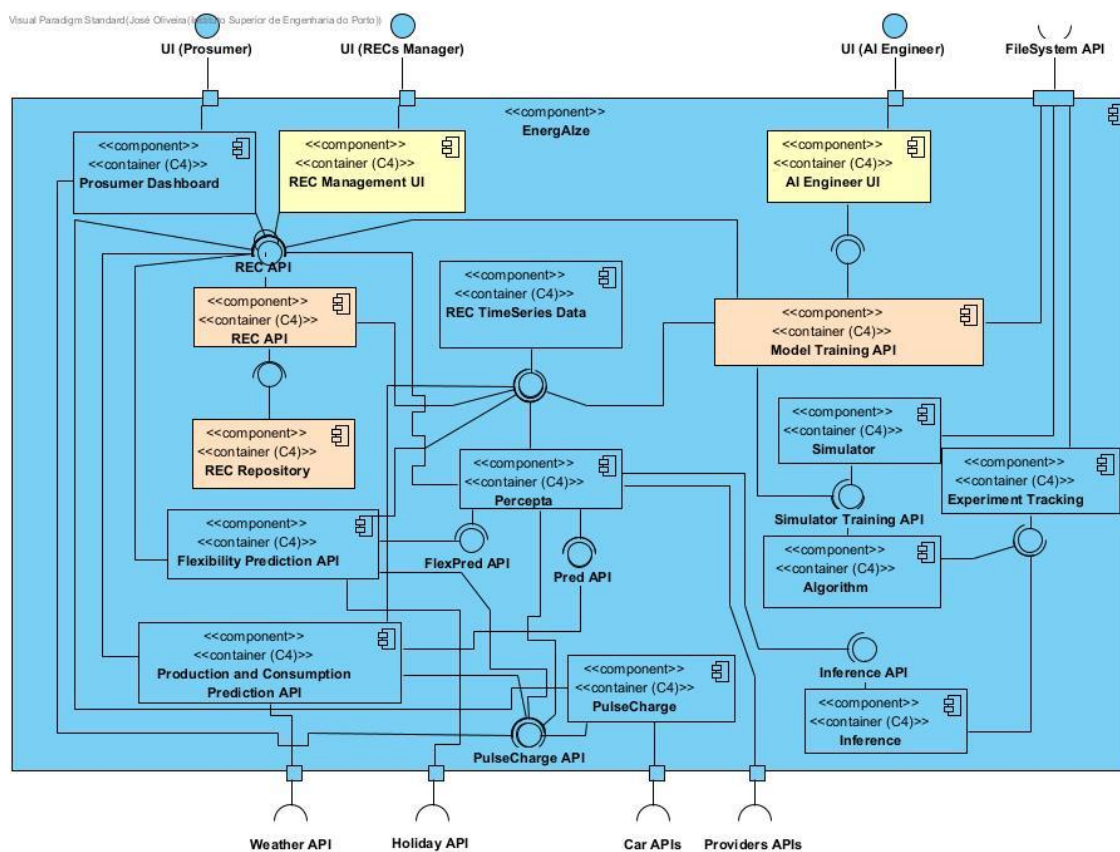 Visual Paradigm Standard(José Oliveira(Instituto Superior de Engenharia do Porto))
UI (Prosumer)
UI (RECs Manager)
UI (AI Engineer)
FileSystem API
<<component>>
EnergAIze
<<component>>
<<container (C4)>>
Prosumer Dashboard
<<component>>
<<container (C4)>>
REC Management UI
<<component>>
<<container (C4)>>
AI Engineer UI
REC API
<<component>>
<<container (C4)>>
REC TimeSeries Data
<<component>>
<<container (C4)>>
REC API
<<component>>
<<container (C4)>>
Model Training API
<<component>>
<<container (C4)>>
REC Repository
<<component>>
<<container (C4)>>
Simulator
<<component>>
<<container (C4)>>
Percepta
<<component>>
<<container (C4)>>
Experiment Tracking
Simulator Training API
<<component>>
<<container (C4)>>
Flexibility Prediction API
FlexPred API
Pred API
<<component>>
<<container (C4)>>
Algorithm
<<component>>
<<container (C4)>>
Production and Consumption
Prediction API
<<component>>
<<container (C4)>>
PulseCharge
Inference API
<<component>>
<<container (C4)>>
Inference
PulseCharge API
Weather API
Holiday API
Car APIs
Providers APIs